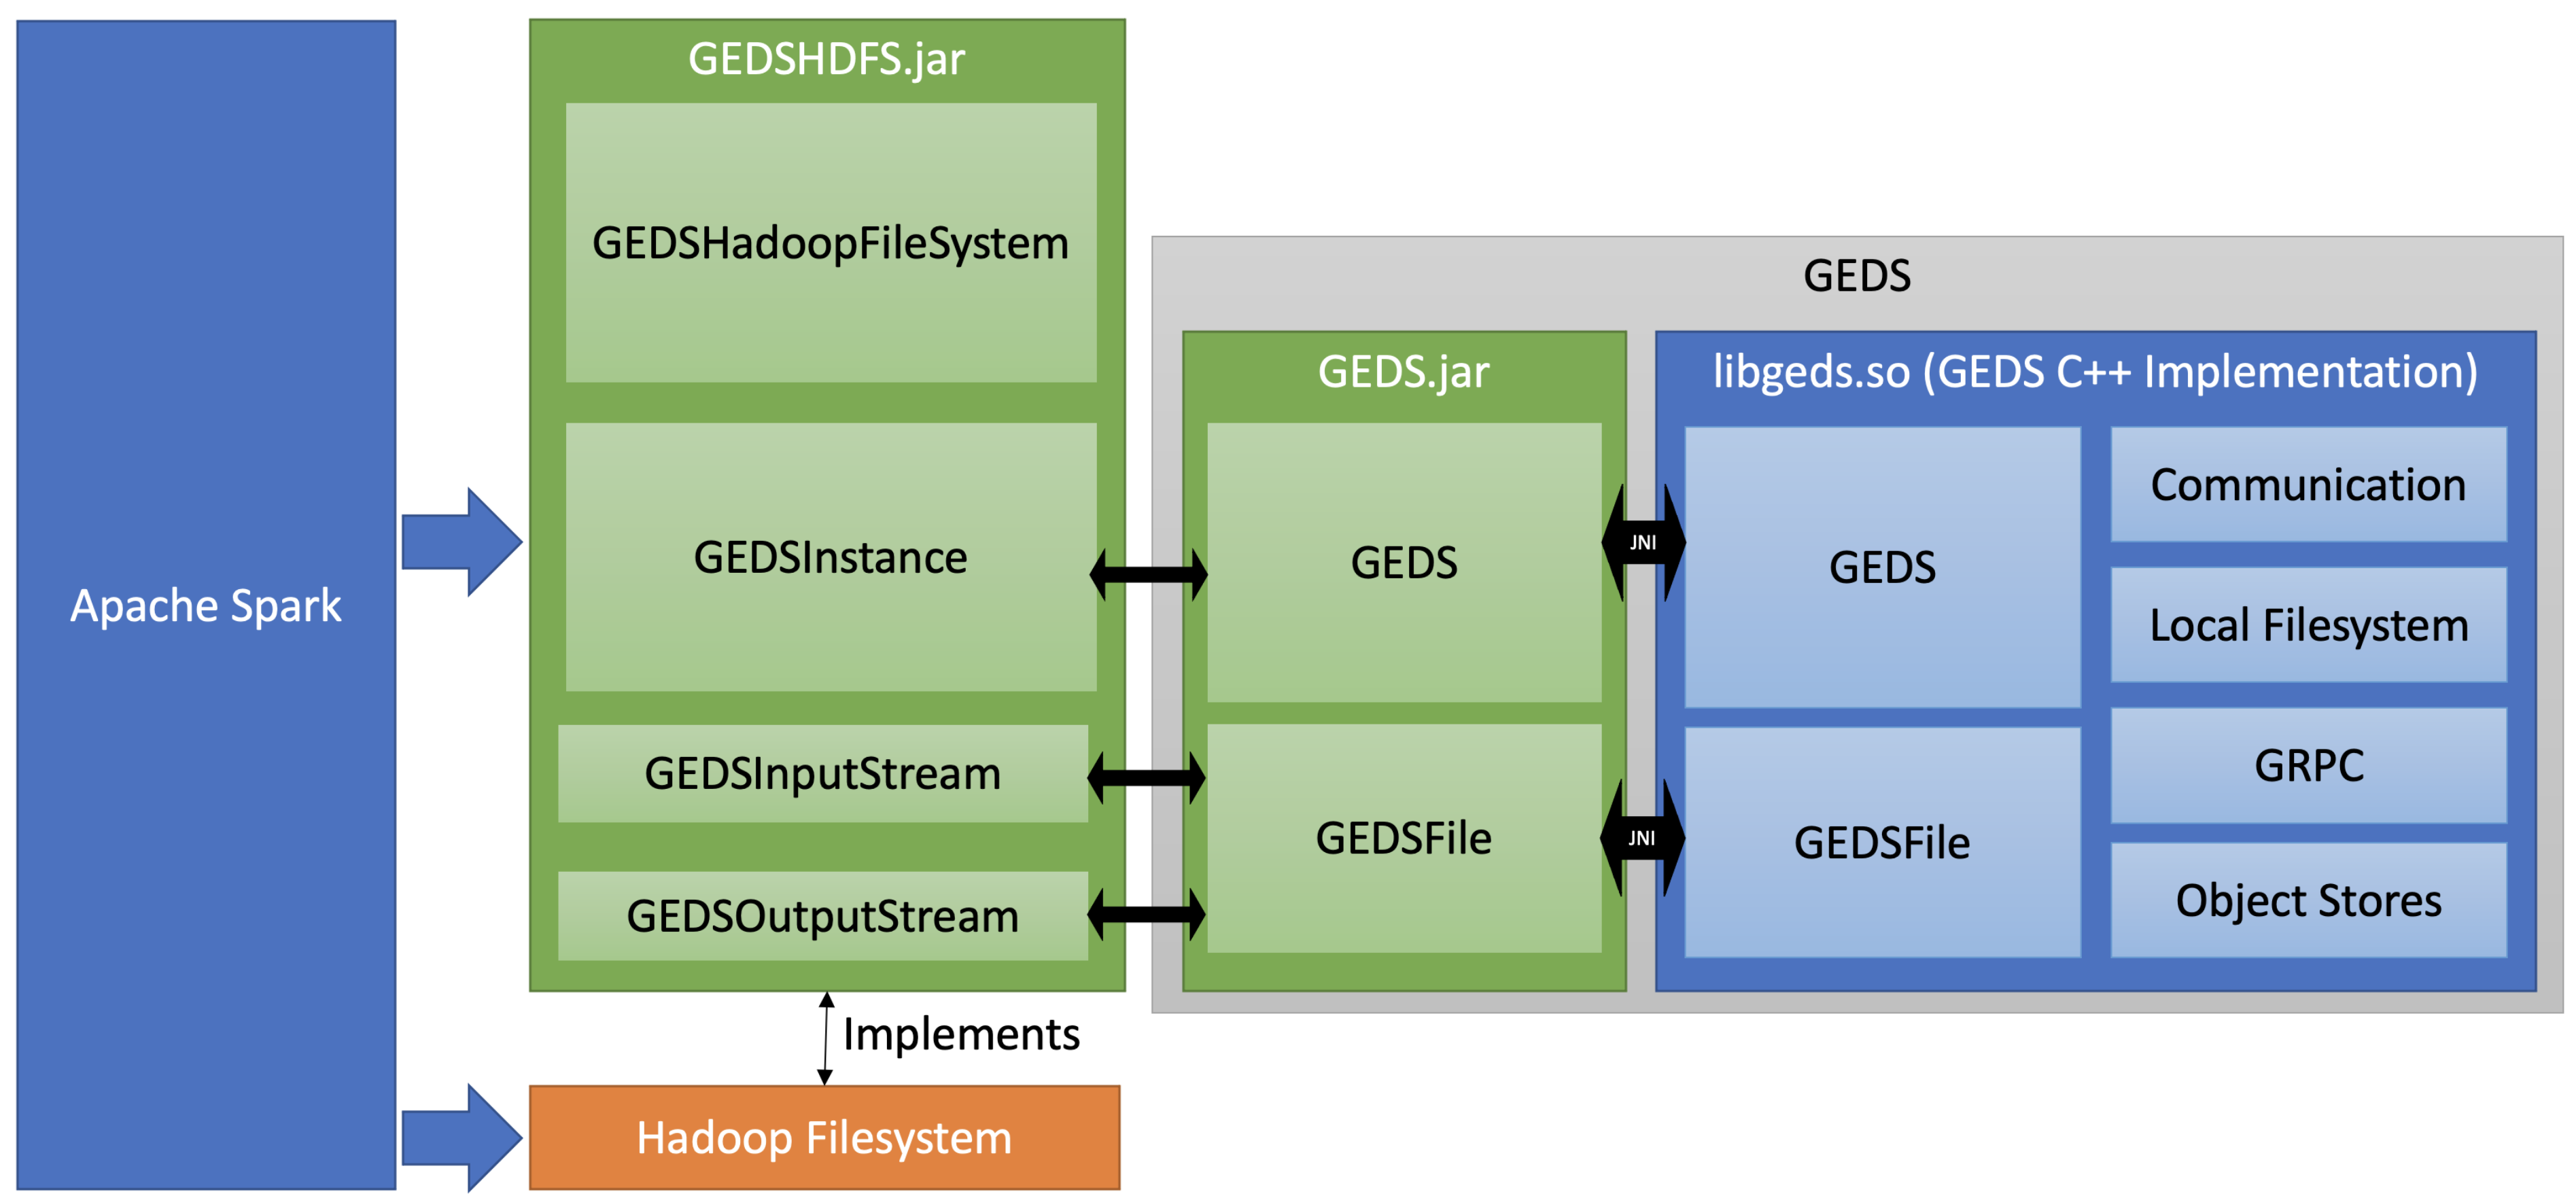 Apache Spark
GEDSHDFS.jar
GEDSHadoopFileSystem
GEDSInstance
GEDSInputStream
GEDSOutputStream
Implements
Hadoop Filesystem
GEDS
GEDS.jar
GEDS
GEDSFile
JNI
JNI
libgeds.so (GEDS C++ Implementation)
GEDS
GEDSFile
Communication
Local Filesystem
GRPC
Object Stores